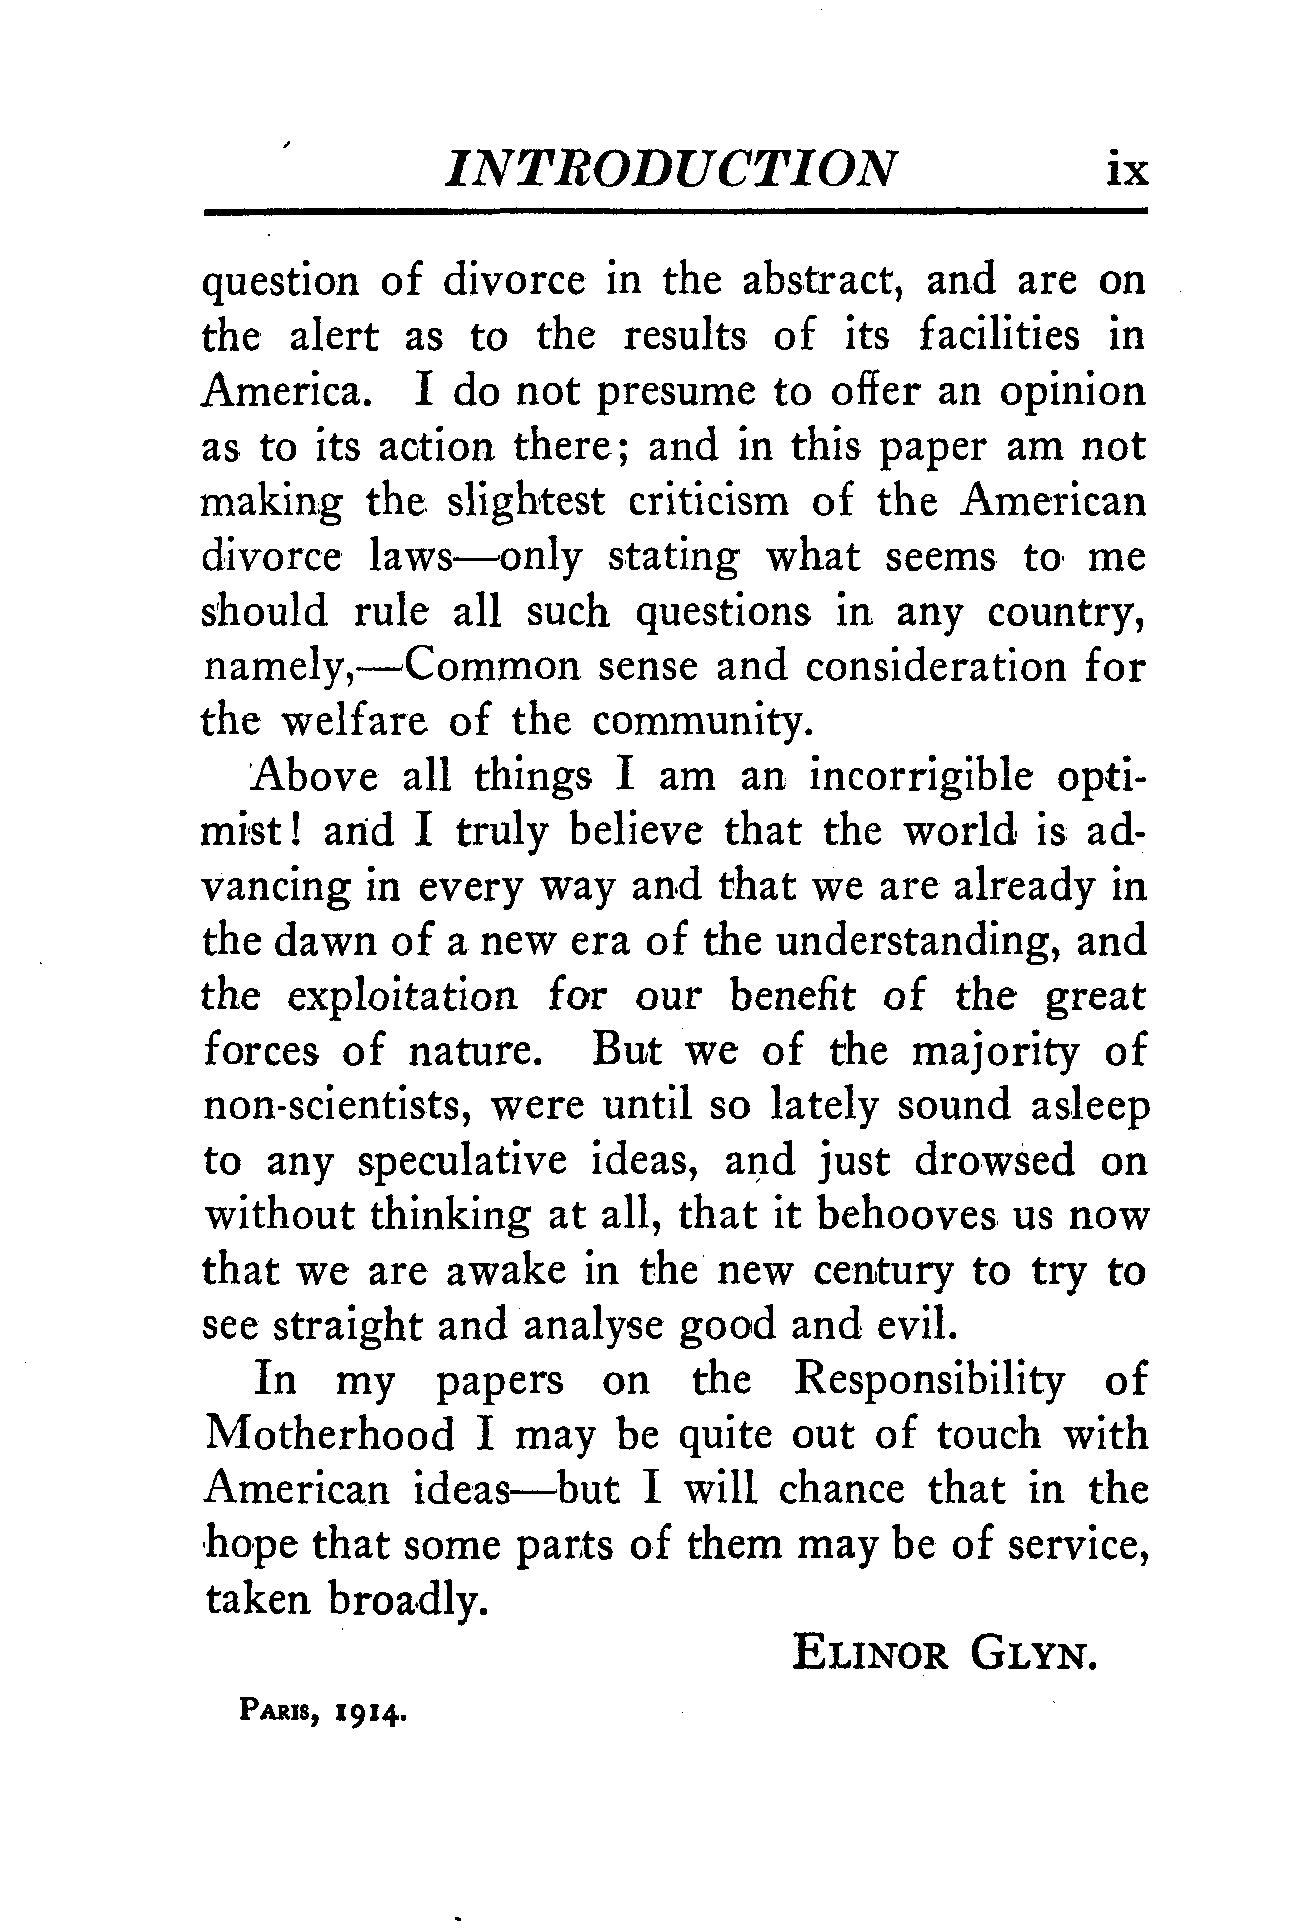 INTRODUCTION ix
question of divorce in the abstract, and are on
the alert as to the results of its facilities in
America. I do not presume to offer an opinion
as to its action there; and in this paper am not
making the slightest criticism of the American
divorce laws—only stating what seems to me
should rule all such questions in any country,
namely,—Common sense and consideration for
the welfare of the community.
Above all things I am an incorrigible opti-
mist! and I truly believe that the world is ad-
vancing in every way and that we are already in
the dawn of a new era of the understanding, and
the exploitation for our benefit of the great
forces of nature. But we of the majority of
non-scientists, were until so lately sound asleep
to any speculative ideas, and just drowsed on
without thinking at all, that it behooves us now
that we are awake in the new century to try to
see straight and analyse good and evil.
In my papers on the Responsibility of
Motherhood I may be quite out of touch with
American ideas—but I will chance that in the
hope that some parts of them may be of service,
taken broadly.
ELINOR GLYN.
PARIS, 1914.